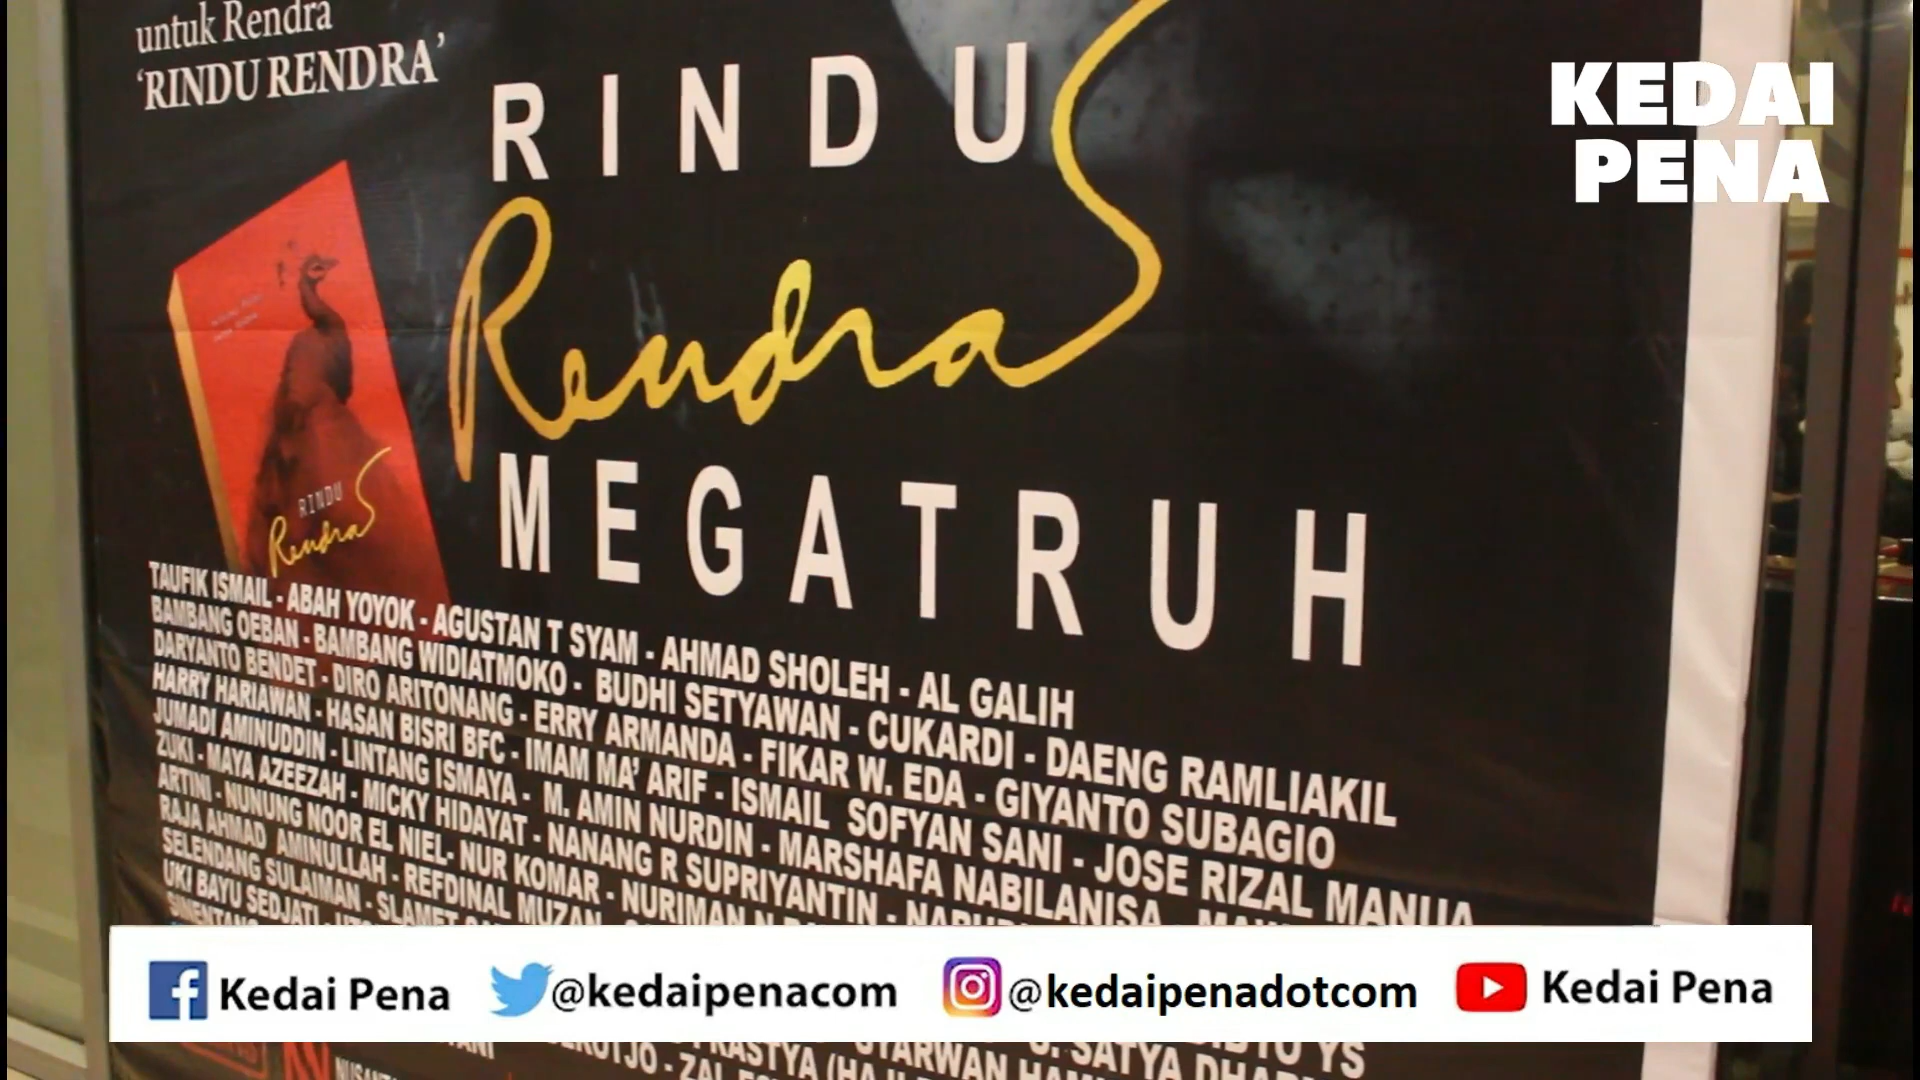 untuk Rendra
'RINDU RENDRA'
KEDAI
PENA
RINDU
Rendra
MEGATRUH
RINDU
Rendra
TAUFIK ISMAIL - ABAH YOYOK - AGUSTAN T SYAM - AHMAD SHOLEH - AL GALIH
BAMBANG OEBAN - BAMBANG WIDIATMOKO - BUDHI SETYAWAN - CUKARDI - DAENG RAMLIAKIL
DARYANTO BENDET - DIRO ARITONANG - ERRY ARMANDA - FIKAR W. EDA - GIYANTO SUBAGIO
HARRY HARIAWAN - HASAN BISRI BFC - IMAM MA' ARIF - ISMAIL SOFYAN SANI - JOSE RIZAL MANUA
JUMADI AMINUDDIN - LINTANG ISMAYA - M. AMIN NURDIN - MARSHAFA NABILANISA -
ZUKI - MAYA AZEEZAH - MICKY HIDAYAT - NANANG R SUPRIYANTIN -
ARTINI - NUNUNG NOOR EL NIEL- NUR KOMAR - NURIMAN N
RAJA AHMAD AMINULLAH - REFDINAL MUZAN
SELENDANG SULAIMAN - SLAMET
UKI BAYU SEDJATI -
Kedai Pena @kedaipenacom @kedaipenadotcom Kedai Pena
YS
SATYA